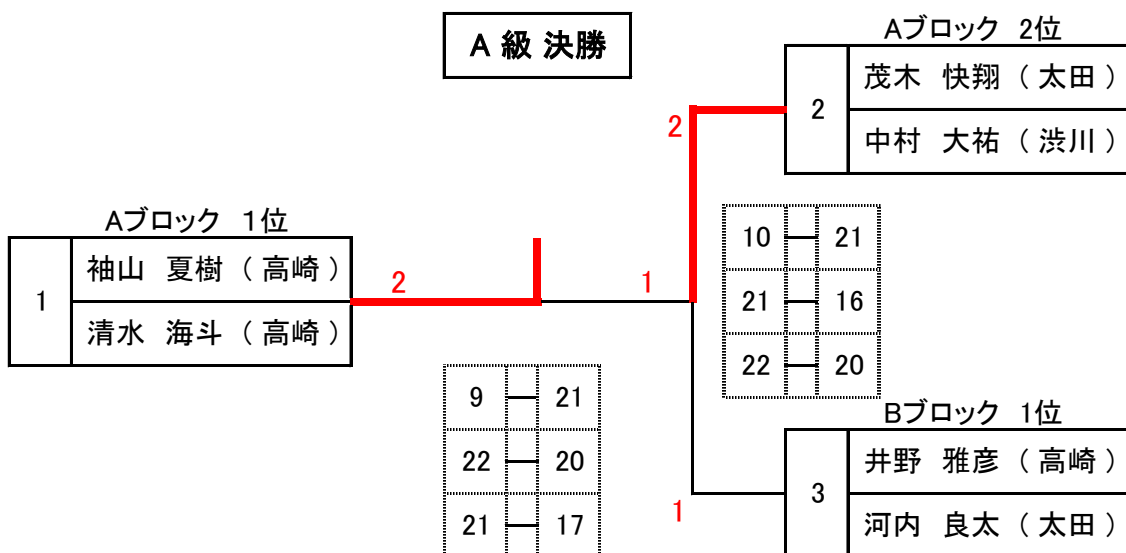 A 級 決勝
Aブロック 2位
2
茂木 快翔 ( 太田 )
中村 大祐 ( 渋川 )
2
Aブロック 1位
1
袖山 夏樹 ( 高崎 )
清水 海斗 ( 高崎 )
2
1
10 — 21
21 — 16
22 — 20
9 — 21
22 — 20
21 — 17
Bブロック 1位
3
井野 雅彦 ( 高崎 )
河内 良太 ( 太田 )
1